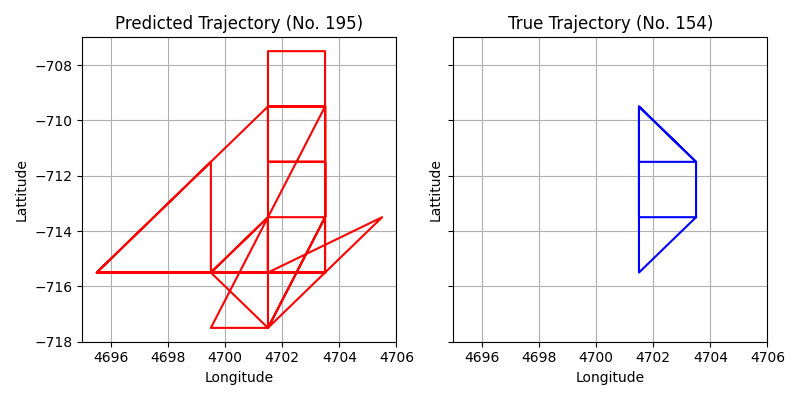 Predicted Trajectory (No. 195)
True Trajectory (No. 154)
−708
−710
−712
−714
−716
−718
Lattitude
Lattitude
4696 4698 4700 4702 4704 4706
4696 4698 4700 4702 4704 4706
Longitude
Longitude